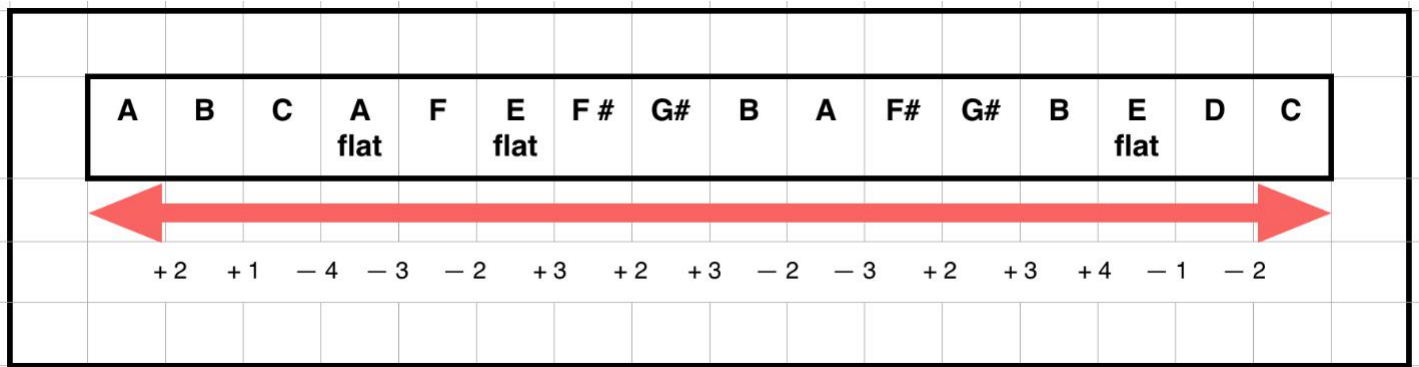 A B C A F E F # G# B A F# G# B E D C
flat flat flat
+ 2 + 1 — 4 — 3 — 2 + 3 + 2 + 3 — 2 — 3 + 2 + 3 + 4 — 1 — 2